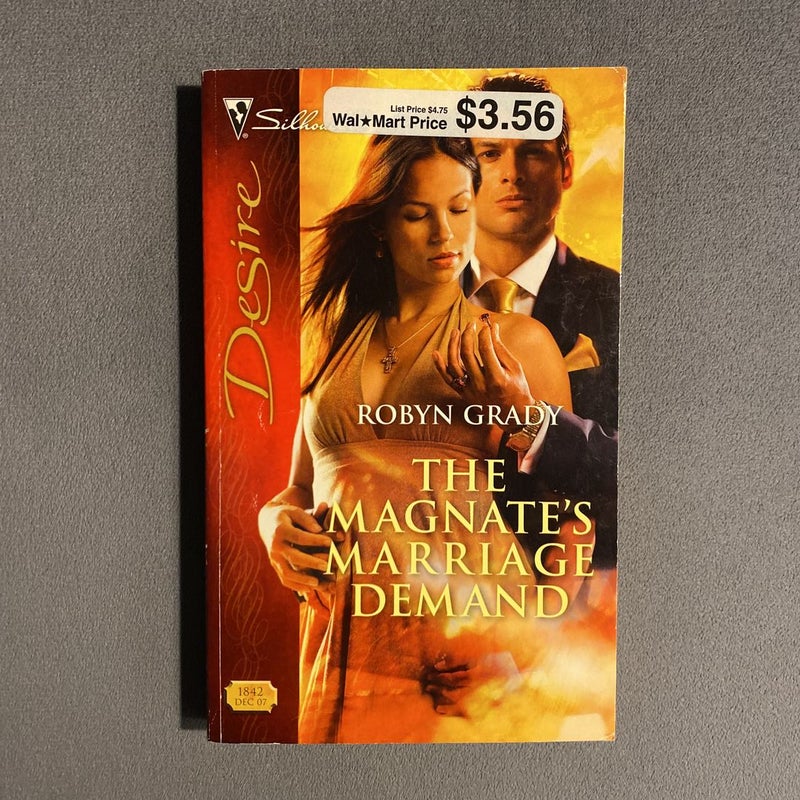 List Price $4.75
Wal★Mart Price $3.56
Desire
ROBYN GRADY
THE
MAGNATE'S
MARRIAGE
DEMAND
1842
DEC 07